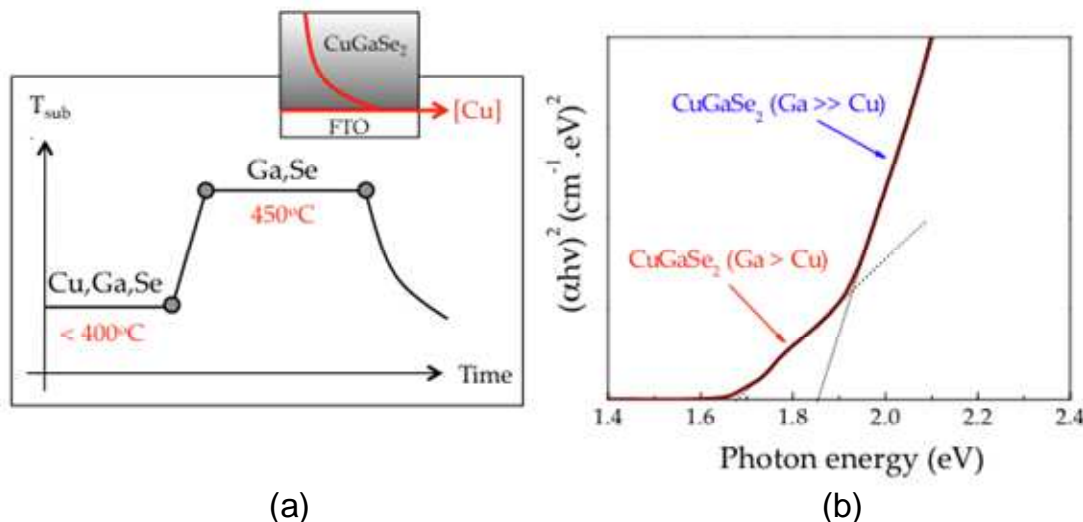 CuGaSe₂
[Cu]
FTO
T_sub
Ga,Se
450°C
Cu,Ga,Se
< 400°C
Time
(a)
CuGaSe₂ (Ga >> Cu)
CuGaSe₂ (Ga > Cu)
(αhν)² (cm⁻¹.eV)²
1.4 1.6 1.8 2.0 2.2 2.4
Photon energy (eV)
(b)